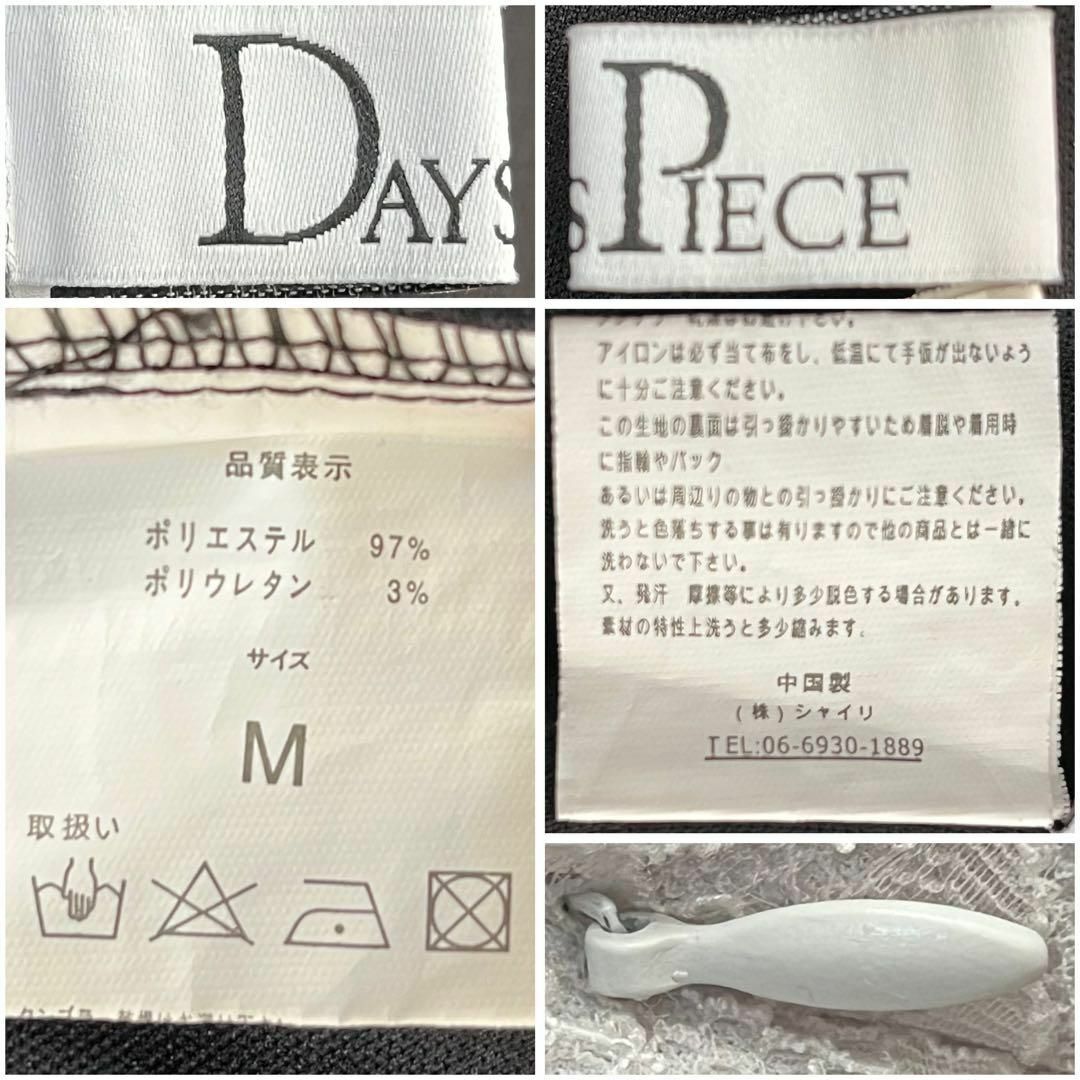 DAYS
S PIECE
品質表示
ポリエステル 97%
ポリウレタン 3%
サイズ
M
取扱い
アイロンは必ず当て布をし、低温にて手仮が出ないよう
に十分ご注意ください。
この生地の裏面は引っ掛かりやすいため着脱や着用時
に指輪やバック
あるいは周辺りの物との引っ掛かりにご注意ください。
洗うと色落ちする事は有りますので他の商品とは一緒に
洗わないで下さい。
又、発汗 摩擦等により多少脱色する場合があります。
素材の特性上洗うと多少縮みます。
中国製
(株)シャイリ
TEL:06-6930-1889